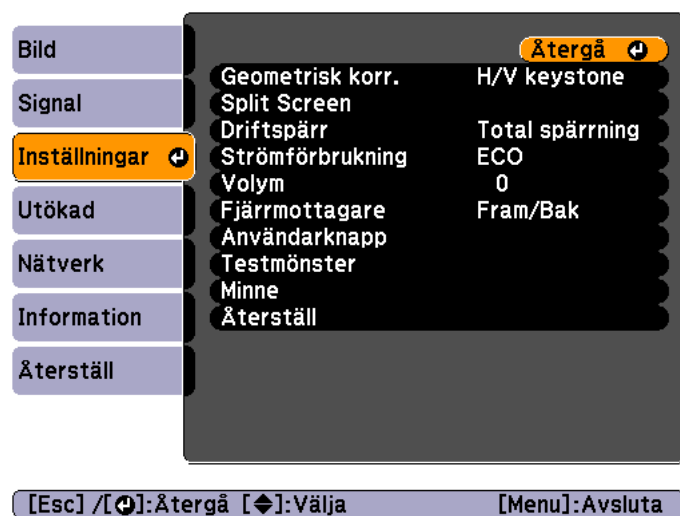 Bild
Signal
Inställningar
Utökad
Nätverk
Information
Återställ
Återgå
Geometrisk korr. H/V keystone
Split Screen
Driftspärr Total spärrning
Strömförbrukning ECO
Volym 0
Fjärrmottagare Fram/Bak
Användarknapp
Testmönster
Minne
Återställ
[Esc] /[⏎]:Återgå [◆]:Välja [Menu]:Avsluta